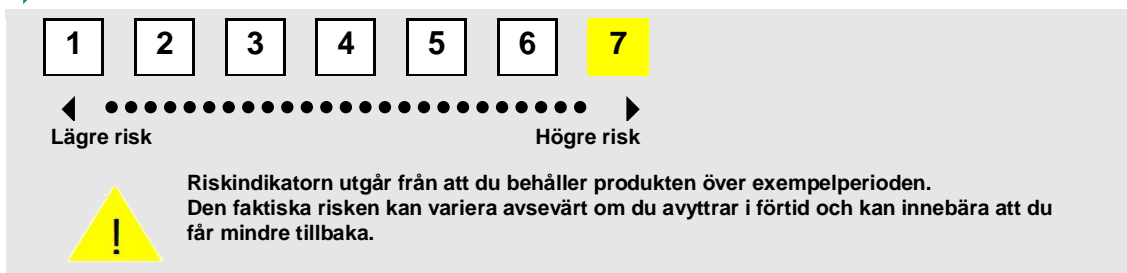 1 2 3 4 5 6 7
Lägre risk Högre risk
Riskindikatorn utgår från att du behåller produkten över exempelperioden.
Den faktiska risken kan variera avsevärt om du avyttrar i förtid och kan innebära att du
får mindre tillbaka.
!